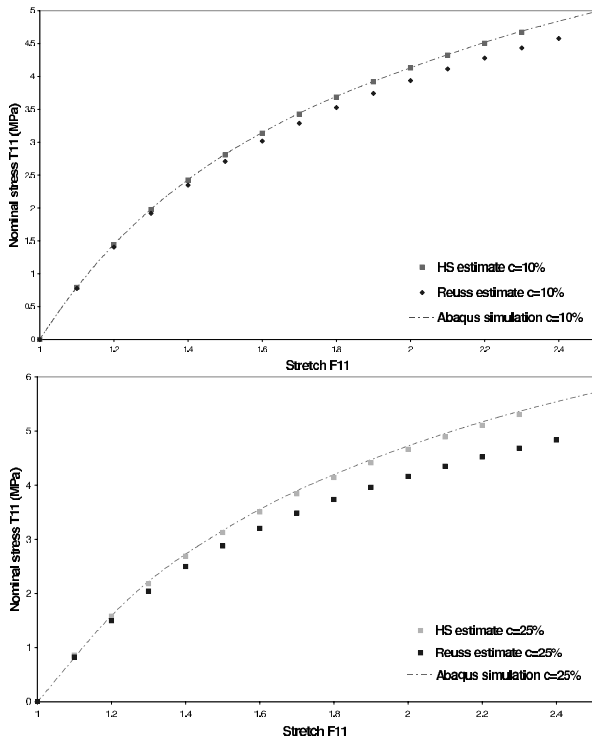 5
4.5
4
3.5
3
2.5
2
1.5
1
0.5
0
Nominal stress T11 (MPa)
HS estimate c=10%
Reuss estimate c=10%
Abaqus simulation c=10%
1 1.2 1.4 1.6 1.8 2 2.2 2.4
Stretch F11
6
5
4
3
2
1
0
Nominal stress T11 (MPa)
HS estimate c=25%
Reuss estimate c=25%
Abaqus simulation c=25%
1 1.2 1.4 1.6 1.8 2 2.2 2.4
Stretch F11